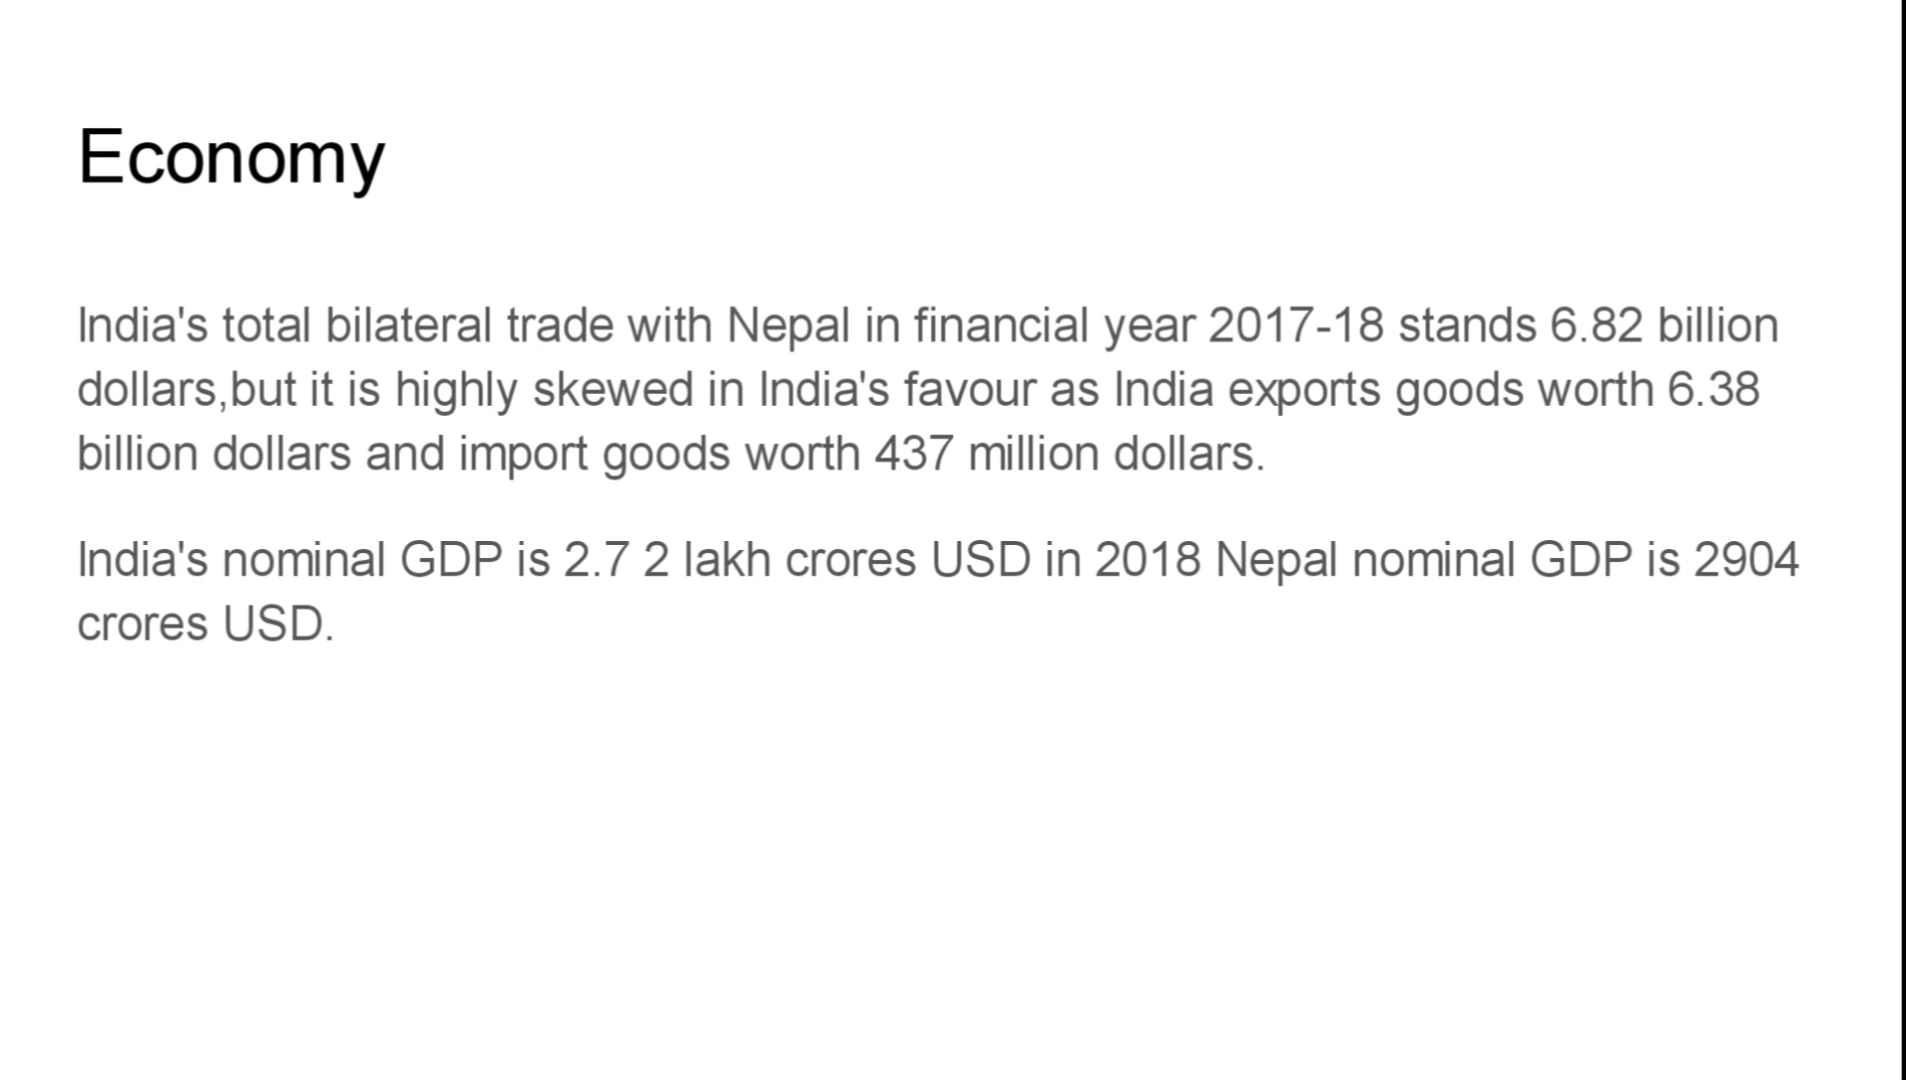 Economy
India's total bilateral trade with Nepal in financial year 2017-18 stands 6.82 billion
dollars,but it is highly skewed in India's favour as India exports goods worth 6.38
billion dollars and import goods worth 437 million dollars.
India's nominal GDP is 2.7 2 lakh crores USD in 2018 Nepal nominal GDP is 2904
crores USD.